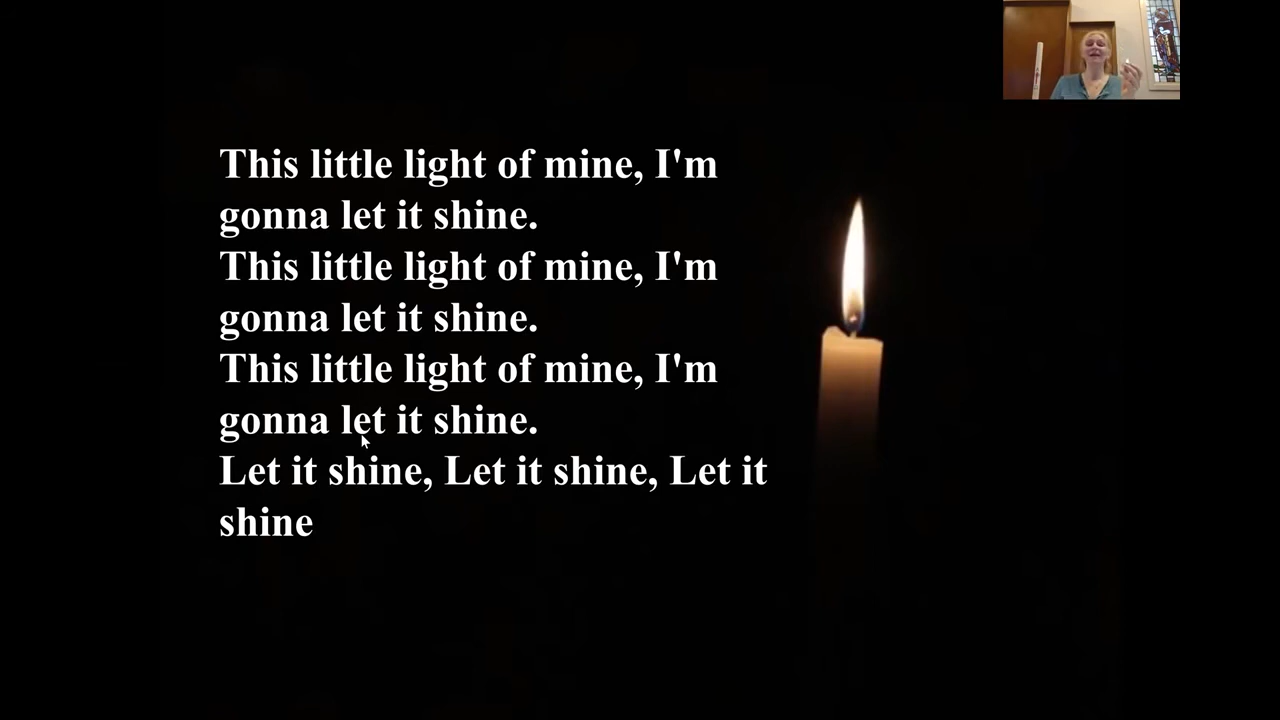 This little light of mine, I'm
gonna let it shine.
This little light of mine, I'm
gonna let it shine.
This little light of mine, I'm
gonna let it shine.
Let it shine, Let it shine, Let it
shine